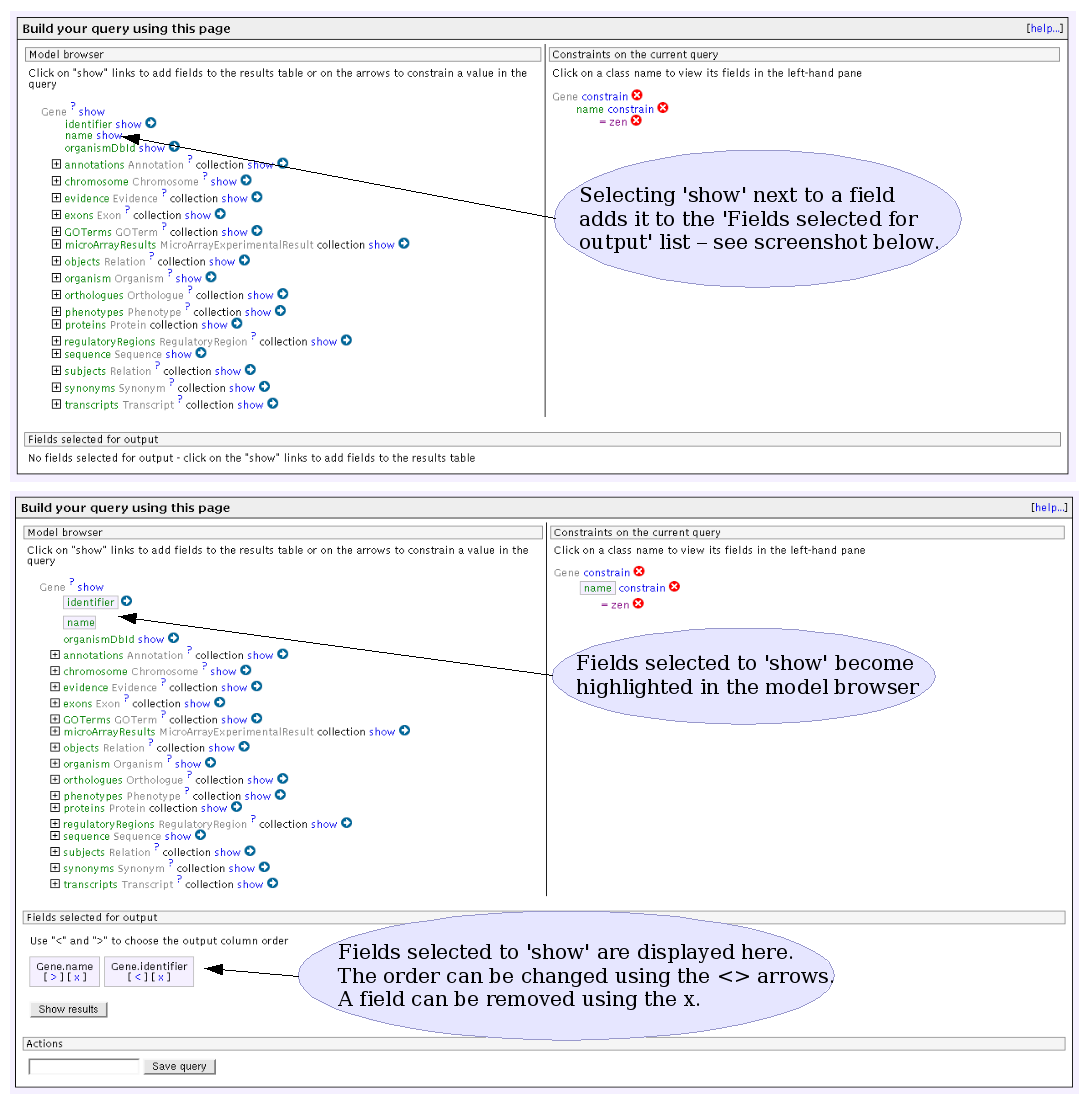 Build your query using this page [help...]
Model browser
Click on "show" links to add fields to the results table or on the arrows to constrain a value in the
query
Gene ? show
identifier show
name show
organismDbId show
annotations Annotation ? collection show
chromosome Chromosome ? show
evidence Evidence ? collection show
exons Exon ? collection show
GOTerms GOTerm ? collection show
microArrayResults MicroArrayExperimentalResult collection show
objects Relation ? collection show
organism Organism ? show
orthologues Orthologue ? collection show
phenotypes Phenotype ? collection show
proteins Protein collection show
regulatoryRegions RegulatoryRegion ? collection show
sequence Sequence show
subjects Relation ? collection show
synonyms Synonym ? collection show
transcripts Transcript ? collection show
Constraints on the current query
Click on a class name to view its fields in the left-hand pane
Gene constrain
name constrain
= zen
Selecting 'show' next to a field
adds it to the 'Fields selected for
output' list – see screenshot below.
Fields selected for output
No fields selected for output - click on the "show" links to add fields to the results table
Build your query using this page [help...]
Model browser
Click on "show" links to add fields to the results table or on the arrows to constrain a value in the
query
Gene ? show
identifier
name
organismDbId show
annotations Annotation ? collection show
chromosome Chromosome ? show
evidence Evidence ? collection show
exons Exon ? collection show
GOTerms GOTerm ? collection show
microArrayResults MicroArrayExperimentalResult collection show
objects Relation ? collection show
organism Organism ? show
orthologues Orthologue ? collection show
phenotypes Phenotype ? collection show
proteins Protein collection show
regulatoryRegions RegulatoryRegion ? collection show
sequence Sequence show
subjects Relation ? collection show
synonyms Synonym ? collection show
transcripts Transcript ? collection show
Constraints on the current query
Click on a class name to view its fields in the left-hand pane
Gene constrain
name constrain
= zen
Fields selected to 'show' become
highlighted in the model browser
Fields selected for output
Use "<" and ">" to choose the output column order
Gene.name
[ > ] [ x ]
Gene.identifier
[ < ] [ x ]
Fields selected to 'show' are displayed here.
The order can be changed using the <> arrows.
A field can be removed using the x.
Show results
Actions
Save query